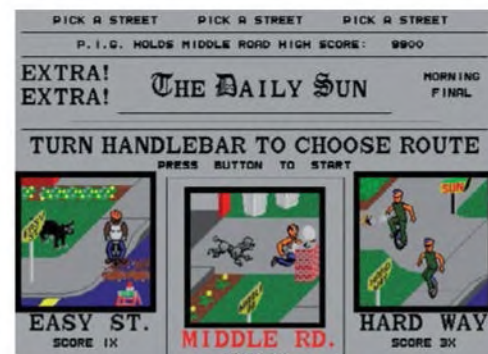 PICK A STREET PICK A STREET PICK A STREET
P.I.G. HOLDS MIDDLE ROAD HIGH SCORE: 9900
EXTRA!
EXTRA!
THE DAILY SUN
MORNING
FINAL
TURN HANDLEBAR TO CHOOSE ROUTE
PRESS BUTTON TO START
SUN
EASY ST.
SCORE 1X
MIDDLE RD.
HARD WAY
SCORE 3X